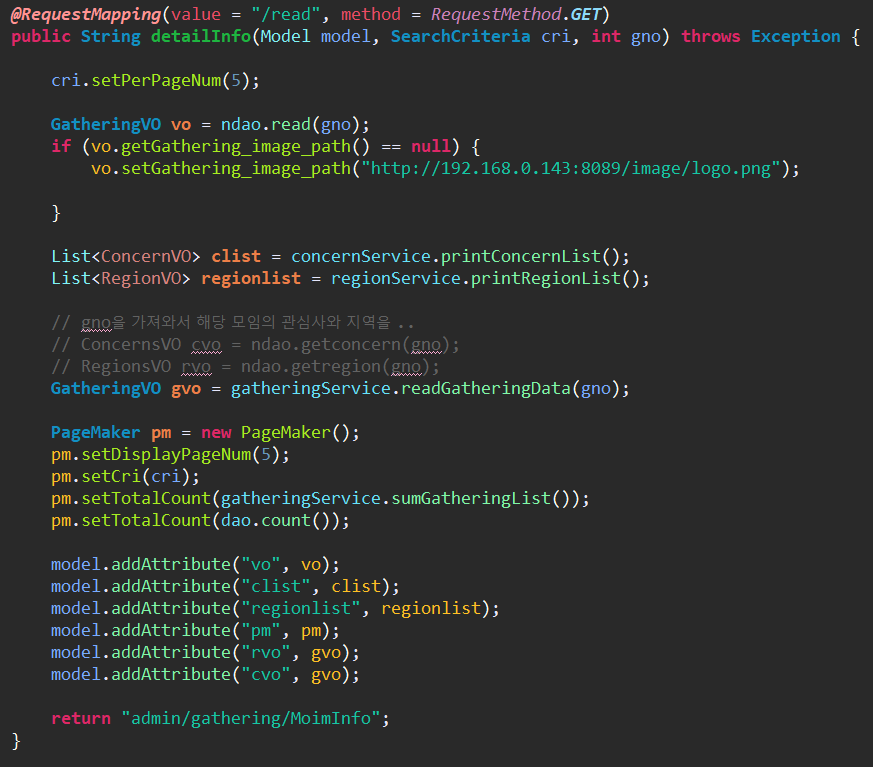 @RequestMapping(value = "/read", method = RequestMethod.GET)
public String detailInfo(Model model, SearchCriteria cri, int gno) throws Exception {
cri.setPerPageNum(5);
GatheringVO vo = ndao.read(gno);
if (vo.getGathering_image_path() == null) {
vo.setGathering_image_path("http://192.168.0.143:8089/image/logo.png");
}
List<ConcernVO> clist = concernService.printConcernList();
List<RegionVO> regionlist = regionService.printRegionList();
// gno을 가져와서 해당 모임의 관심사와 지역을 ..
// ConcernsVO cvo = ndao.getconcern(gno);
// RegionsVO rvo = ndao.getregion(gno);
GatheringVO gvo = gatheringService.readGatheringData(gno);
PageMaker pm = new PageMaker();
pm.setDisplayPageNum(5);
pm.setCri(cri);
pm.setTotalCount(gatheringService.sumGatheringList());
pm.setTotalCount(dao.count());
model.addAttribute("vo", vo);
model.addAttribute("clist", clist);
model.addAttribute("regionlist", regionlist);
model.addAttribute("pm", pm);
model.addAttribute("rvo", gvo);
model.addAttribute("cvo", gvo);
return "admin/gathering/MoimInfo";
}